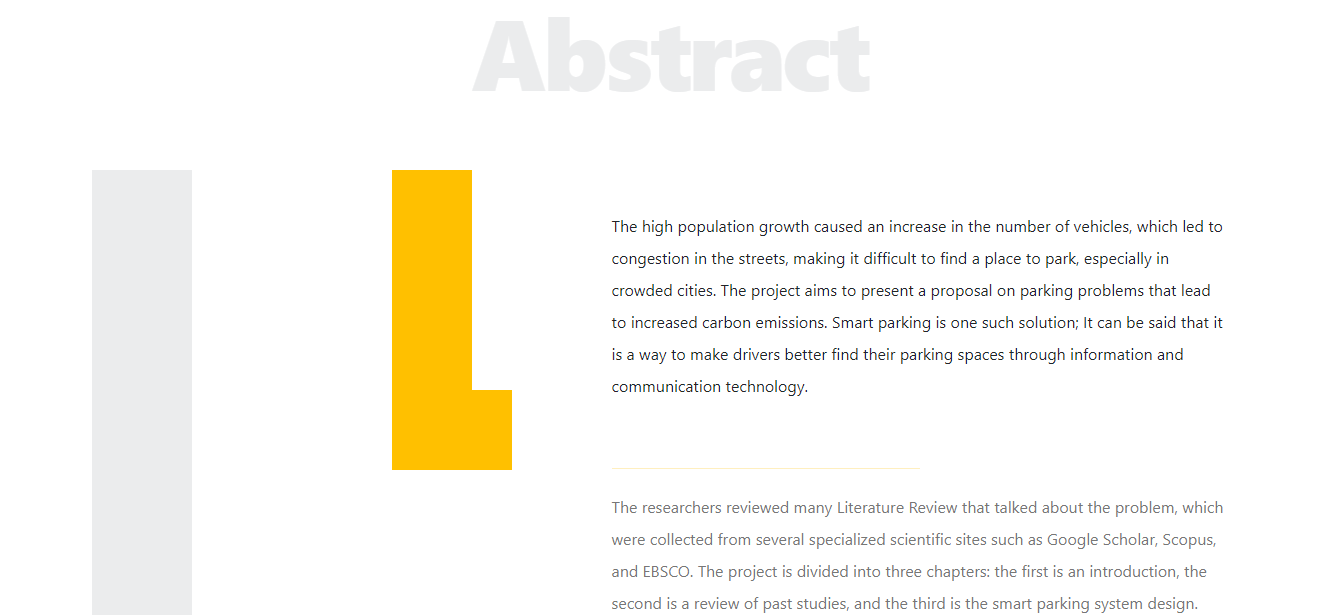 Abstract
The high population growth caused an increase in the number of vehicles, which led to
congestion in the streets, making it difficult to find a place to park, especially in
crowded cities. The project aims to present a proposal on parking problems that lead
to increased carbon emissions. Smart parking is one such solution; It can be said that it
is a way to make drivers better find their parking spaces through information and
communication technology.
The researchers reviewed many Literature Review that talked about the problem, which
were collected from several specialized scientific sites such as Google Scholar, Scopus,
and EBSCO. The project is divided into three chapters: the first is an introduction, the
second is a review of past studies, and the third is the smart parking system design.